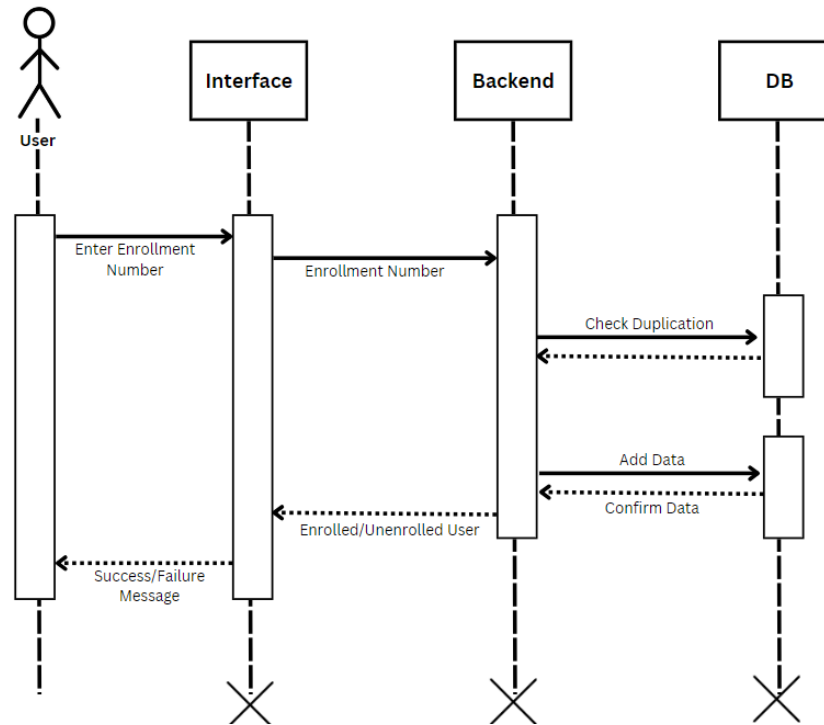 Interface
Backend
DB
User
Enter Enrollment
Number
Enrollment Number
Check Duplication
Add Data
Confirm Data
Enrolled/Unenrolled User
Success/Failure
Message